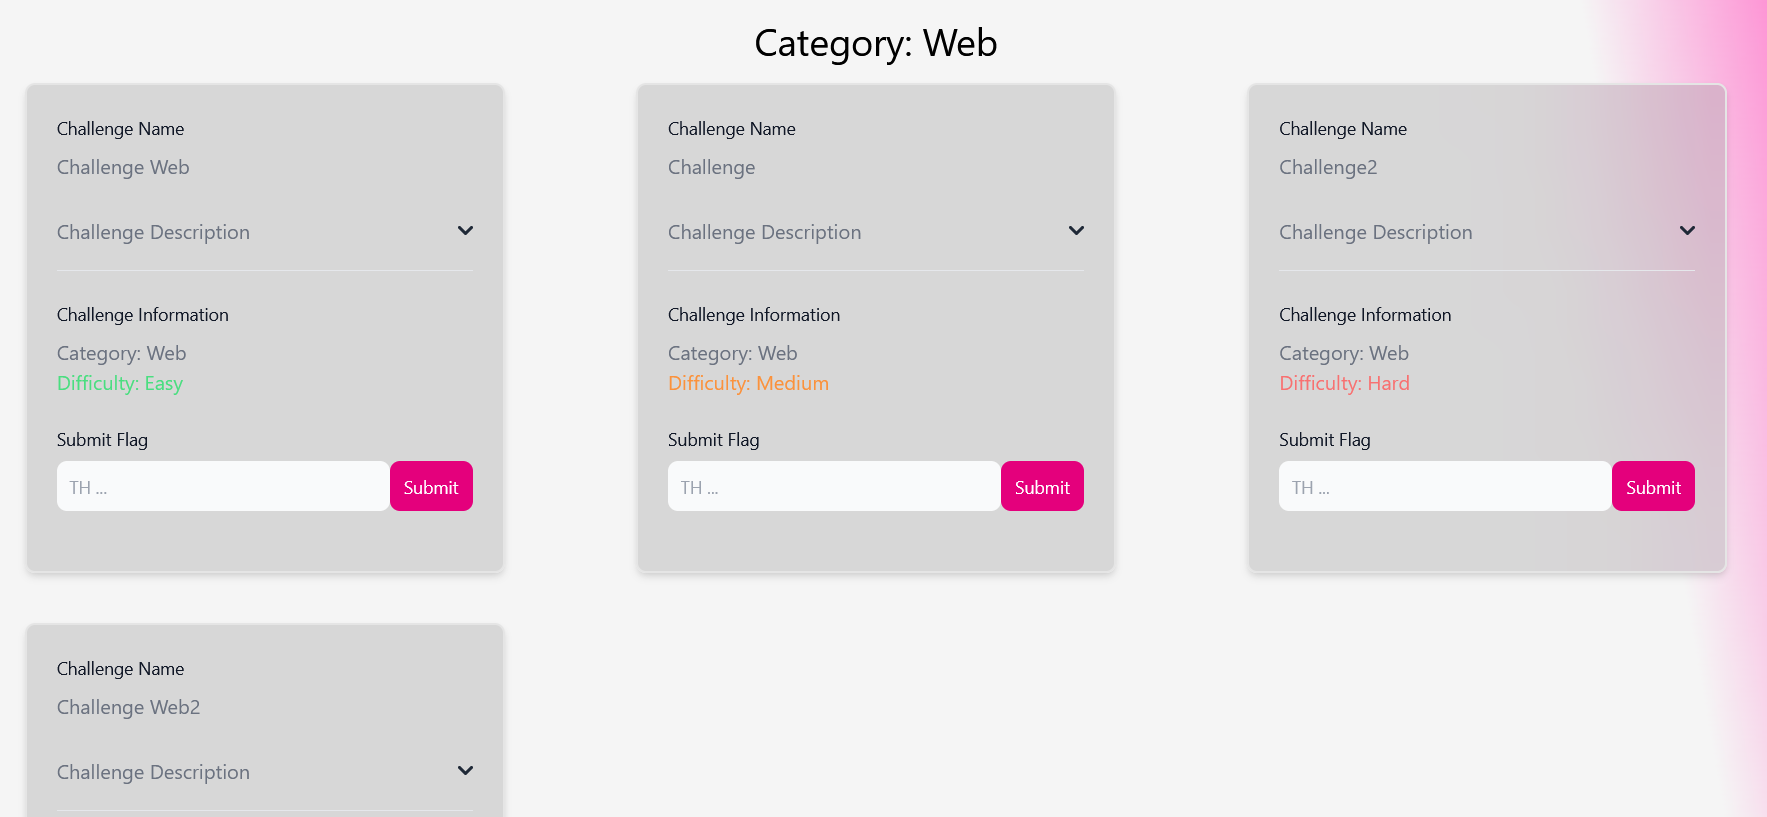 Category: Web
Challenge Name
Challenge Web
Challenge Description
Challenge Information
Category: Web
Difficulty: Easy
Submit Flag
TH ...
Submit
Challenge Name
Challenge
Challenge Description
Challenge Information
Category: Web
Difficulty: Medium
Submit Flag
TH ...
Submit
Challenge Name
Challenge2
Challenge Description
Challenge Information
Category: Web
Difficulty: Hard
Submit Flag
TH ...
Submit
Challenge Name
Challenge Web2
Challenge Description